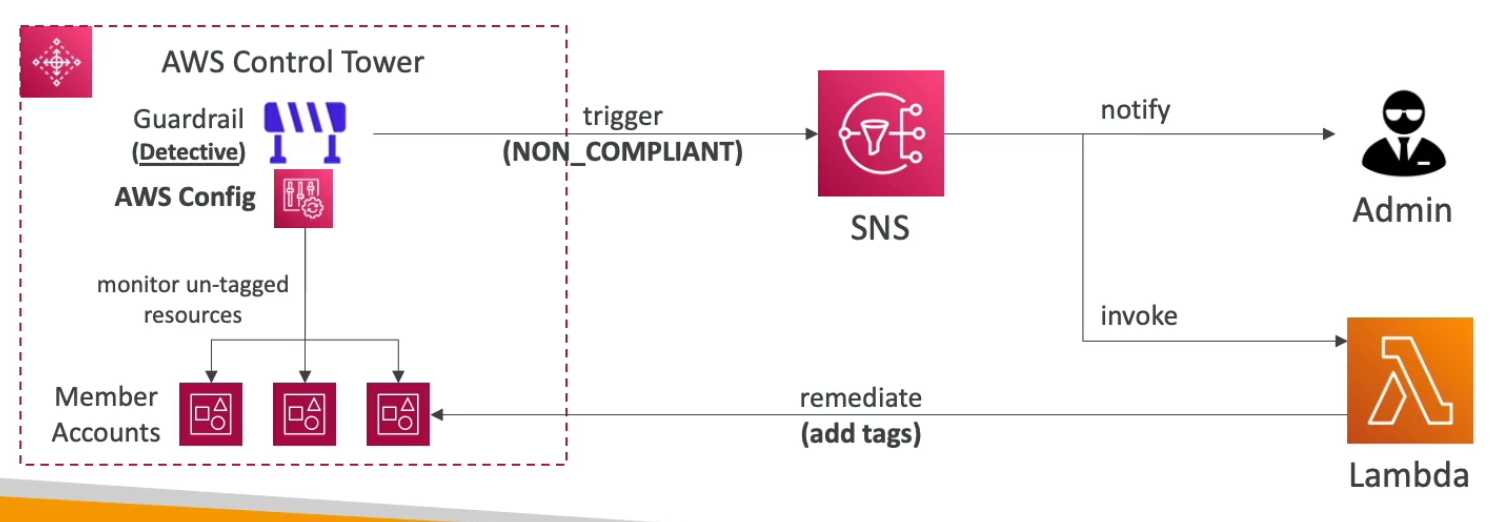 AWS Control Tower
Guardrail
(Detective)
AWS Config
monitor un-tagged
resources
Member
Accounts
trigger
(NON_COMPLIANT)
SNS
notify
Admin
invoke
Lambda
remediate
(add tags)